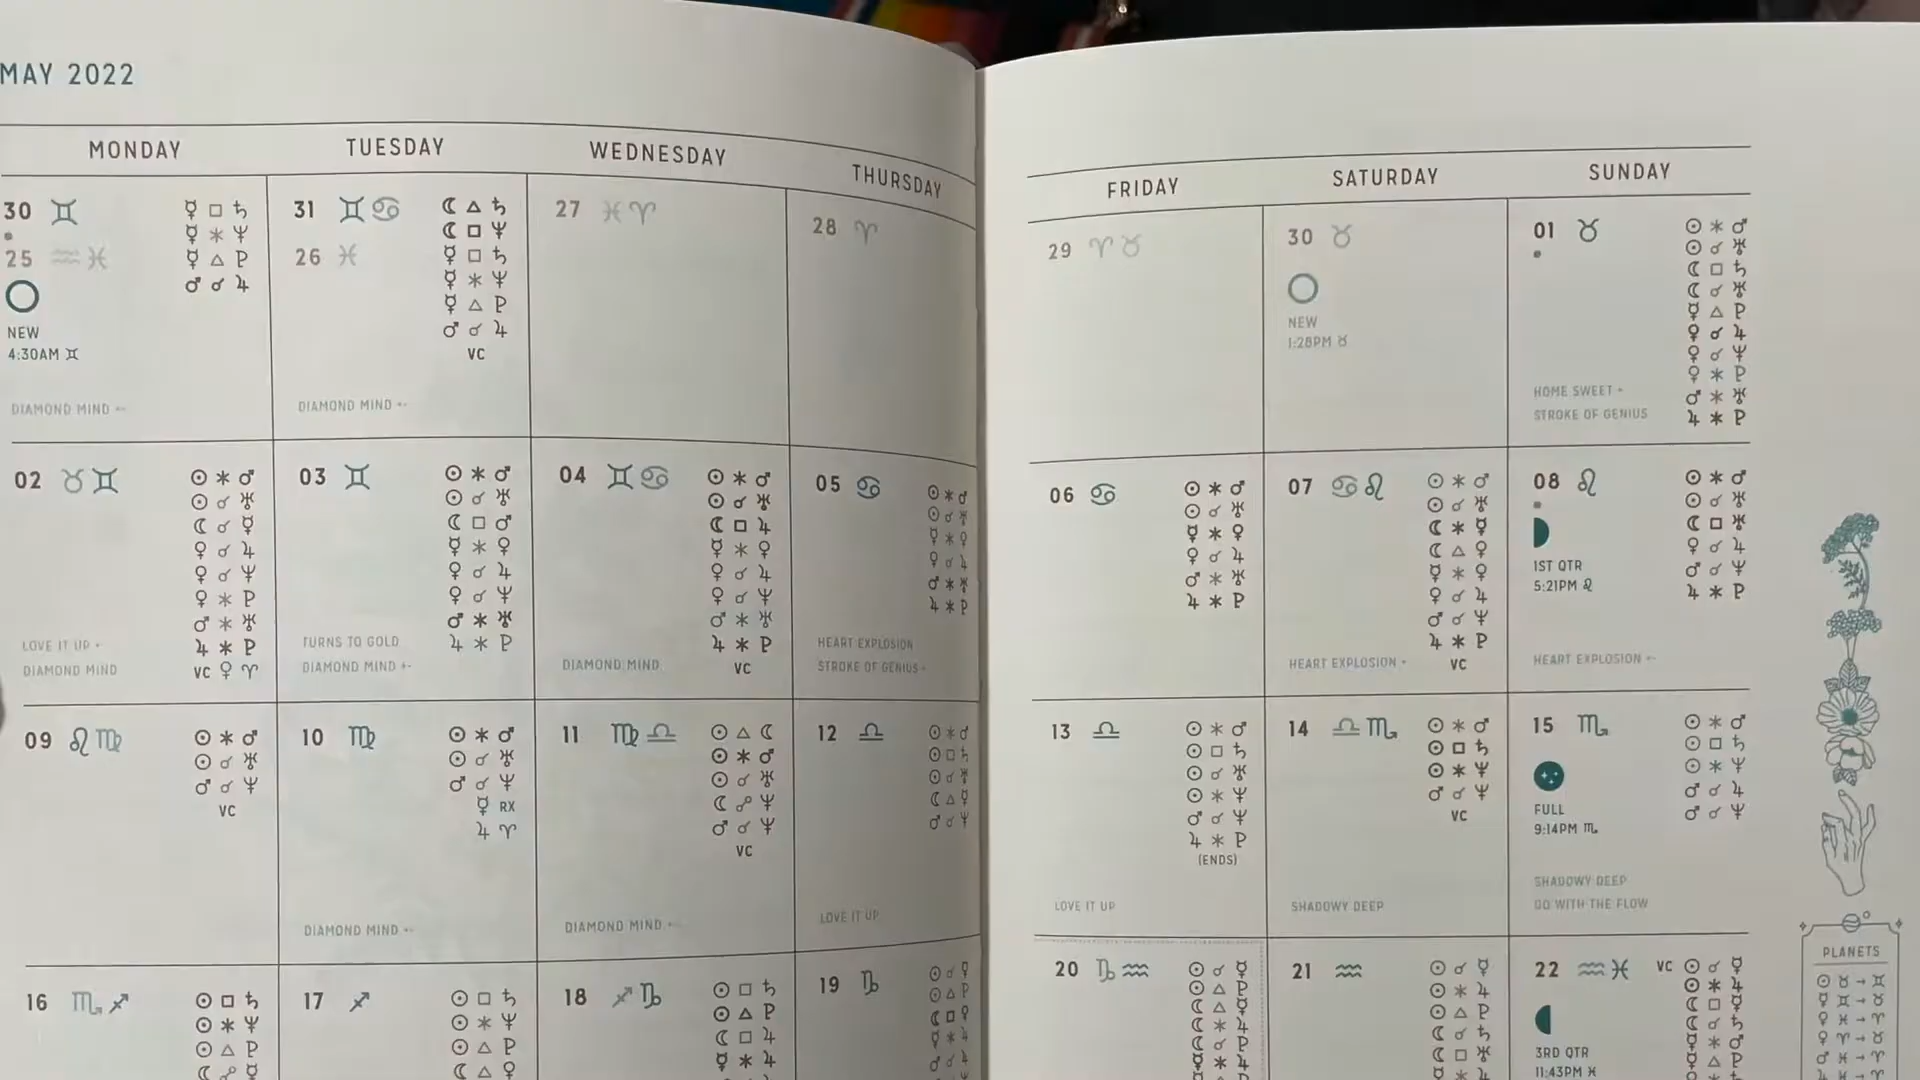 MAY 2022
MONDAY TUESDAY WEDNESDAY THURSDAY FRIDAY SATURDAY SUNDAY
30 ♊ ☿ □ ♄
☿ ⚹ ♆
25 ♒ ♓ ☿ △ ♇
♂ ☌ ♃
NEW
4:30AM ♊
DIAMOND MIND +-
31 ♊ ♋ ☾ △ ♄
☾ □ ♆
26 ♓ ☿ □ ♄
☿ ⚹ ♆
☿ △ ♇
♂ ☌ ♃
VC
DIAMOND MIND +-
27 ♓ ♈
28 ♈
29 ♈ ♉
30 ♉
NEW
1:28PM ♉
01 ♉ ☉ ⚹ ♂
☉ ☌ ♅
☾ □ ♄
☾ ☌ ♅
☿ △ ♇
♀ ☌ ♃
♀ ☌ ♆
♀ ⚹ ♇
♂ ⚹ ♅
♃ ⚹ ♇
HOME SWEET +
STROKE OF GENIUS
02 ♉ ♊ ☉ ⚹ ♂
☉ ☌ ♅
☾ ☌ ☿
♀ ☌ ♃
♀ ☌ ♆
♀ ⚹ ♇
♂ ⚹ ♅
♃ ⚹ ♇
VC ♀ ♈
LOVE IT UP +
DIAMOND MIND
03 ♊ ☉ ⚹ ♂
☉ ☌ ♅
☾ □ ♂
☿ ⚹ ♀
♀ ☌ ♃
♀ ☌ ♆
♂ ⚹ ♅
♃ ⚹ ♇
TURNS TO GOLD
DIAMOND MIND +-
04 ♊ ♋ ☉ ⚹ ♂
☉ ☌ ♅
☾ □ ♃
☿ ⚹ ♀
♀ ☌ ♃
♀ ☌ ♆
♂ ⚹ ♅
♃ ⚹ ♇
VC
DIAMOND MIND
05 ♋ ☉ ⚹ ♂
☉ ☌ ♅
☿ ⚹ ♀
♀ ☌ ♃
♂ ⚹ ♅
♃ ⚹ ♇
HEART EXPLOSION
STROKE OF GENIUS +
06 ♋ ☉ ⚹ ♂
☉ ☌ ♅
☿ ⚹ ♀
♀ ☌ ♃
♂ ⚹ ♅
♃ ⚹ ♇
07 ♋ ♌ ☉ ⚹ ♂
☉ ☌ ♅
☾ ⚹ ☿
☾ △ ♀
☿ ⚹ ♀
♀ ☌ ♃
♂ ☌ ♆
♃ ⚹ ♇
VC
HEART EXPLOSION +
08 ♌ ☉ ⚹ ♂
☉ ☌ ♅
☾ □ ♅
♀ ☌ ♃
♂ ☌ ♆
♃ ⚹ ♇
1ST QTR
5:21PM ♌
HEART EXPLOSION +-
09 ♌ ♍ ☉ ⚹ ♂
☉ ☌ ♅
♂ ☌ ♆
VC
10 ♍ ☉ ⚹ ♂
☉ ☌ ♅
♂ ☌ ♆
☿ RX
♃ ♈
DIAMOND MIND +-
11 ♍ ♎ ☉ △ ☾
☉ ⚹ ♂
☉ ☌ ♅
☾ ☍ ♆
♂ ☌ ♆
VC
DIAMOND MIND +-
12 ♎ ☉ ⚹ ♂
☉ □ ♄
☉ ☌ ♅
☾ △ ☿
♂ ☌ ♆
LOVE IT UP
13 ♎ ☉ ⚹ ♂
☉ □ ♄
☉ ☌ ♅
☉ ⚹ ♆
♂ ☌ ♆
♃ ⚹ ♇
(ENDS)
LOVE IT UP
14 ♎ ♏ ☉ ⚹ ♂
☉ □ ♄
☉ ⚹ ♆
♂ ☌ ♆
VC
SHADOWY DEEP
15 ♏ ☉ ⚹ ♂
☉ □ ♄
☉ ⚹ ♆
♂ ☌ ♃
♂ ☌ ♆
FULL
9:14PM ♏
SHADOWY DEEP
GO WITH THE FLOW
16 ♏ ♐ ☉ □ ♄
☉ ⚹ ♆
☉ △ ♇
☾ ☍ ☿
17 ♐ ☉ □ ♄
☉ ⚹ ♆
☉ △ ♇
☾ △ ♀
18 ♐ ♑ ☉ □ ♄
☉ △ ♇
☾ □ ♃
☿ ⚹ ♃
19 ♑ ☉ ☌ ☿
☉ △ ♇
☾ □ ♀
☿ ⚹ ♃
♂ ☌ ♃
20 ♑ ♒ ☉ ☌ ☿
☉ △ ♇
☾ △ ☿
☾ ⚹ ♃
☾ ☌ ♇
☿ ⚹ ♃
21 ♒ ☉ ☌ ☿
☉ ⚹ ♃
☉ △ ♇
☾ ☌ ♄
☾ □ ♅
☿ ⚹ ♃
22 ♒ ♓ VC ☉ ☌ ☿
☉ ⚹ ♃
☾ □ ☿
☾ ☌ ♄
☿ ⚹ ♂
☿ △ ♇
3RD QTR
11:43PM ♓
PLANETS
☉ ♉ → ♊
☿ ♊ → ♉
♀ ♓ → ♈
♀ ♈ → ♉
♂ ♓ → ♈